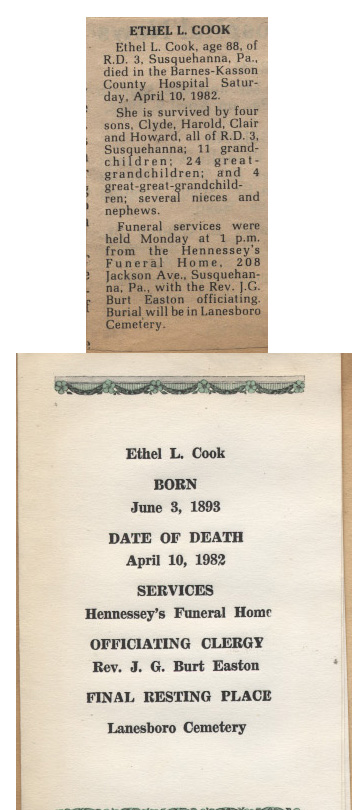 ETHEL L. COOK
Ethel L. Cook, age 88, of
R.D. 3, Susquehanna, Pa.,
died in the Barnes-Kasson
County Hospital Satur-
day, April 10, 1982.
She is survived by four
sons, Clyde, Harold, Clair
and Howard, all of R.D. 3,
Susquehanna; 11 grand-
children; 24 great-
grandchildren; and 4
great-great-grandchild-
ren; several nieces and
nephews.
Funeral services were
held Monday at 1 p.m.
from the Hennessey's
Funeral Home, 208
Jackson Ave., Susquehan-
na, Pa., with the Rev. J.G.
Burt Easton officiating.
Burial will be in Lanesboro
Cemetery.
Ethel L. Cook
BORN
June 3, 1893
DATE OF DEATH
April 10, 1982
SERVICES
Hennessey's Funeral Home
OFFICIATING CLERGY
Rev. J. G. Burt Easton
FINAL RESTING PLACE
Lanesboro Cemetery